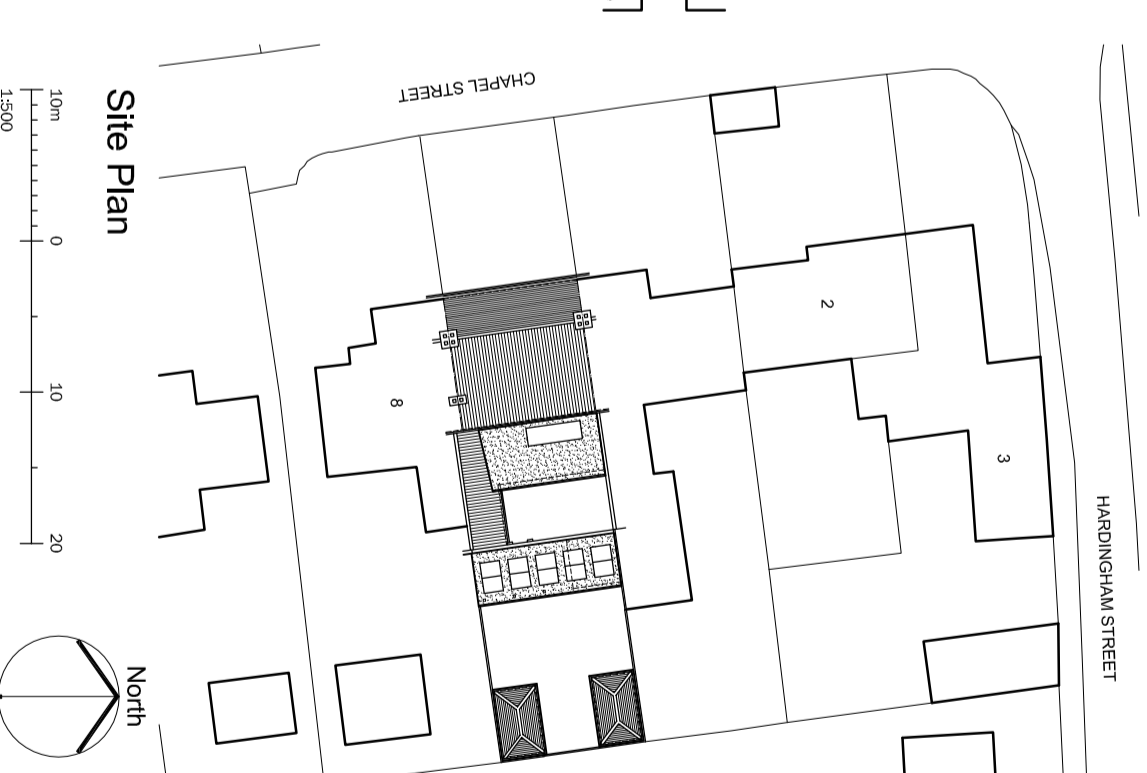 CHAPEL STREET
HARDINGHAM STREET
2
3
8
Site Plan
10m 0 10 20
1:500
North